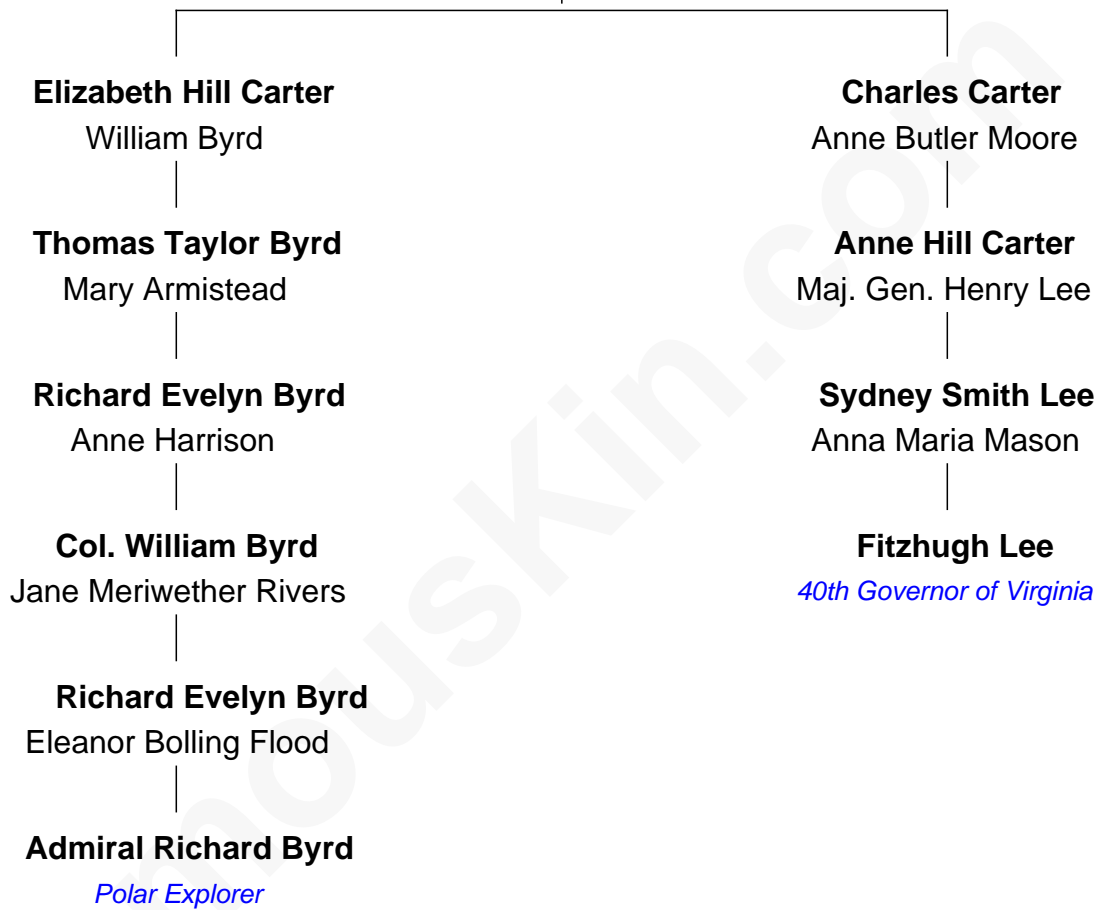 Elizabeth Hill Carter
William Byrd
Thomas Taylor Byrd
Mary Armistead
Richard Evelyn Byrd
Anne Harrison
Col. William Byrd
Jane Meriwether Rivers
Richard Evelyn Byrd
Eleanor Bolling Flood
Admiral Richard Byrd
Polar Explorer
Charles Carter
Anne Butler Moore
Anne Hill Carter
Maj. Gen. Henry Lee
Sydney Smith Lee
Anna Maria Mason
Fitzhugh Lee
40th Governor of Virginia
mousKin.com